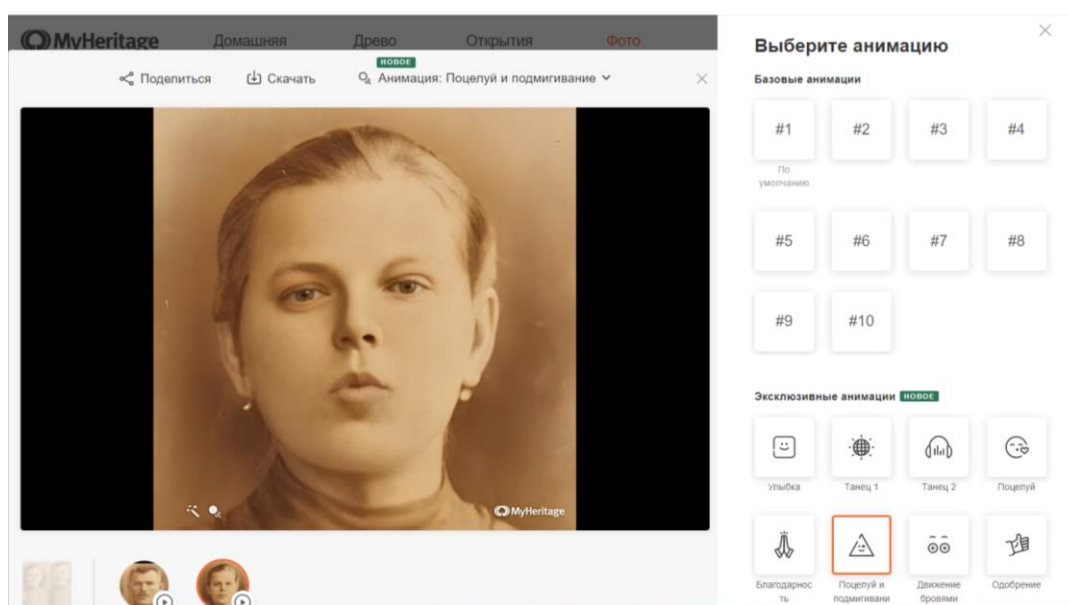 MyHeritage Домашняя Древо Открытия Фото
НОВОЕ
Поделиться Скачать Анимация: Поцелуй и подмигивание
MyHeritage
Выберите анимацию
Базовые анимации
#1 #2 #3 #4
По
умолчанию
#5 #6 #7 #8
#9 #10
Эксклюзивные анимации НОВОЕ
Улыбка Танец 1 Танец 2 Поцелуй
Благодарнос Поцелуй и Движение Одобрение
ть подмигивани бровями